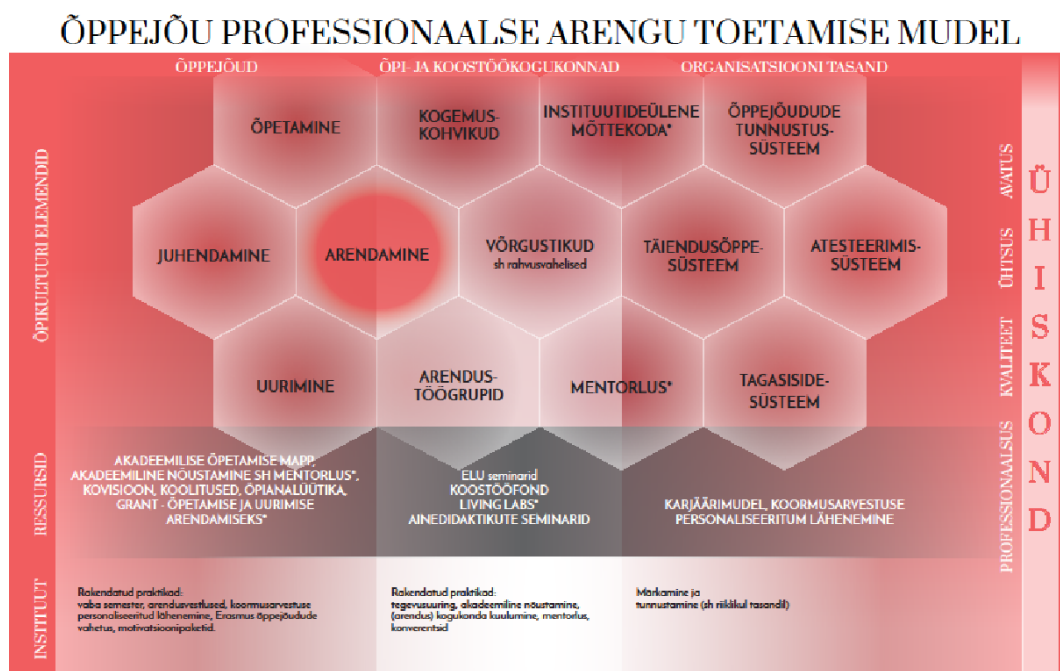 ÕPPEJÕU PROFESSIONAALSE ARENGU TOETAMISE MUDEL
ÕPPEJÕUD
ÕPI- JA KOOSTÖÖKOGUKONNAD
ORGANISATSIOONI TASAND
ÕPIKULTUURI ELEMENDID
ÕPETAMINE
KOGEMUS-
KOHVIKUD
INSTITUUTIDEÜLENE
MÕTTEKODA*
ÕPPEJÕUDUDE
TUNNUSTUS-
SÜSTEEM
JUHENDAMINE
ARENDAMINE
VÕRGUSTIKUD
sh rahvusvahelised
TÄIENDUSÕPPE-
SÜSTEEM
ATESTEERIMIS-
SÜSTEEM
UURIMINE
ARENDUS-
TÖÖGRUPID
MENTORLUS*
TAGASISIDE-
SÜSTEEM
AVATUS
ÜHTSUS
KVALITEET
PROFESSIONAALSUS
ÜHISKOND
RESSURSID
AKADEEMILISE ÕPETAMISE MAPP,
AKADEEMILINE NÕUSTAMINE SH MENTORLUS*,
KOVISIOON, KOOLITUSED, ÕPIANALÜÜTIKA,
GRANT - ÕPETAMISE JA UURIMISE
ARENDAMISEKS*
ELU seminarid
KOOSTÖÖFOND
LIVING LABS*
AINEDIDAKTIKUTE SEMINARID
KARJÄÄRIMUDEL, KOORMUSARVESTUSE
PERSONALISEERITUM LÄHENEMINE
INSTITUUT
Rakendatud praktikad:
vaba semester, arendusvestlused, koormusarvestuse
personaliseeritud lähenemine, Erasmus õppejõudude
vahetus, motivatsioonipaketid.
Rakendatud praktikad:
tegevusuuring, akadeemiline nõustamine,
(arendus) kogukonda kuulumine, mentorlus,
konverentsid
Märkamine ja
tunnustamine (sh riiklikul tasandil)